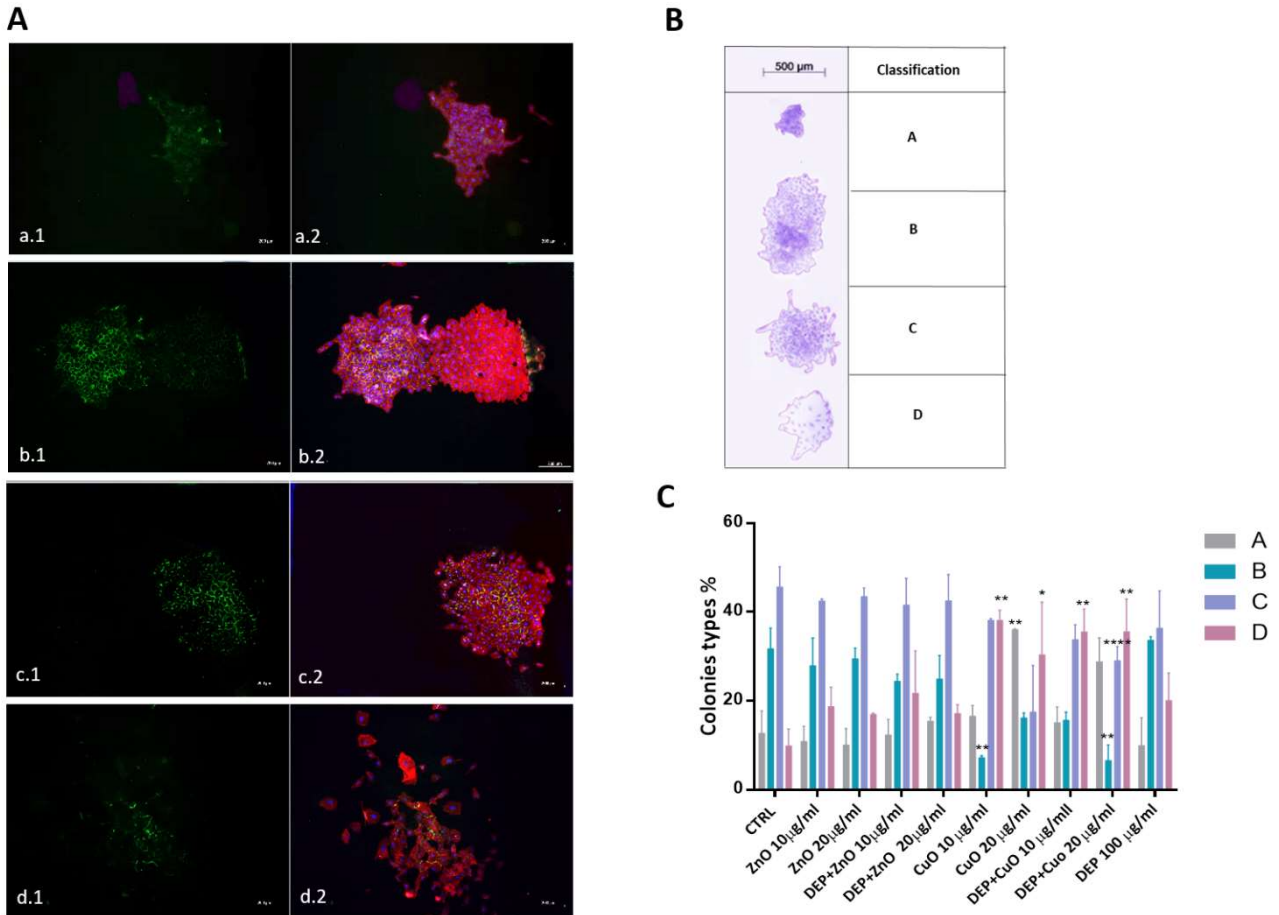 A
a.1
a.2
b.1
b.2
c.1
c.2
d.1
d.2
B
500 µm
Classification
A
B
C
D
C
Colonies types %
60
40
20
0
**
**
**
*
**
****
**
**
A
B
C
D
CTRL
ZnO 10µg/ml
ZnO 20µg/ml
DEP+ZnO 10µg/ml
DEP+ZnO 20µg/ml
CuO 10 µg/ml
CuO 20 µg/ml
DEP+CuO 10 µg/mll
DEP+CuO 20 µg/ml
DEP 100 µg/ml